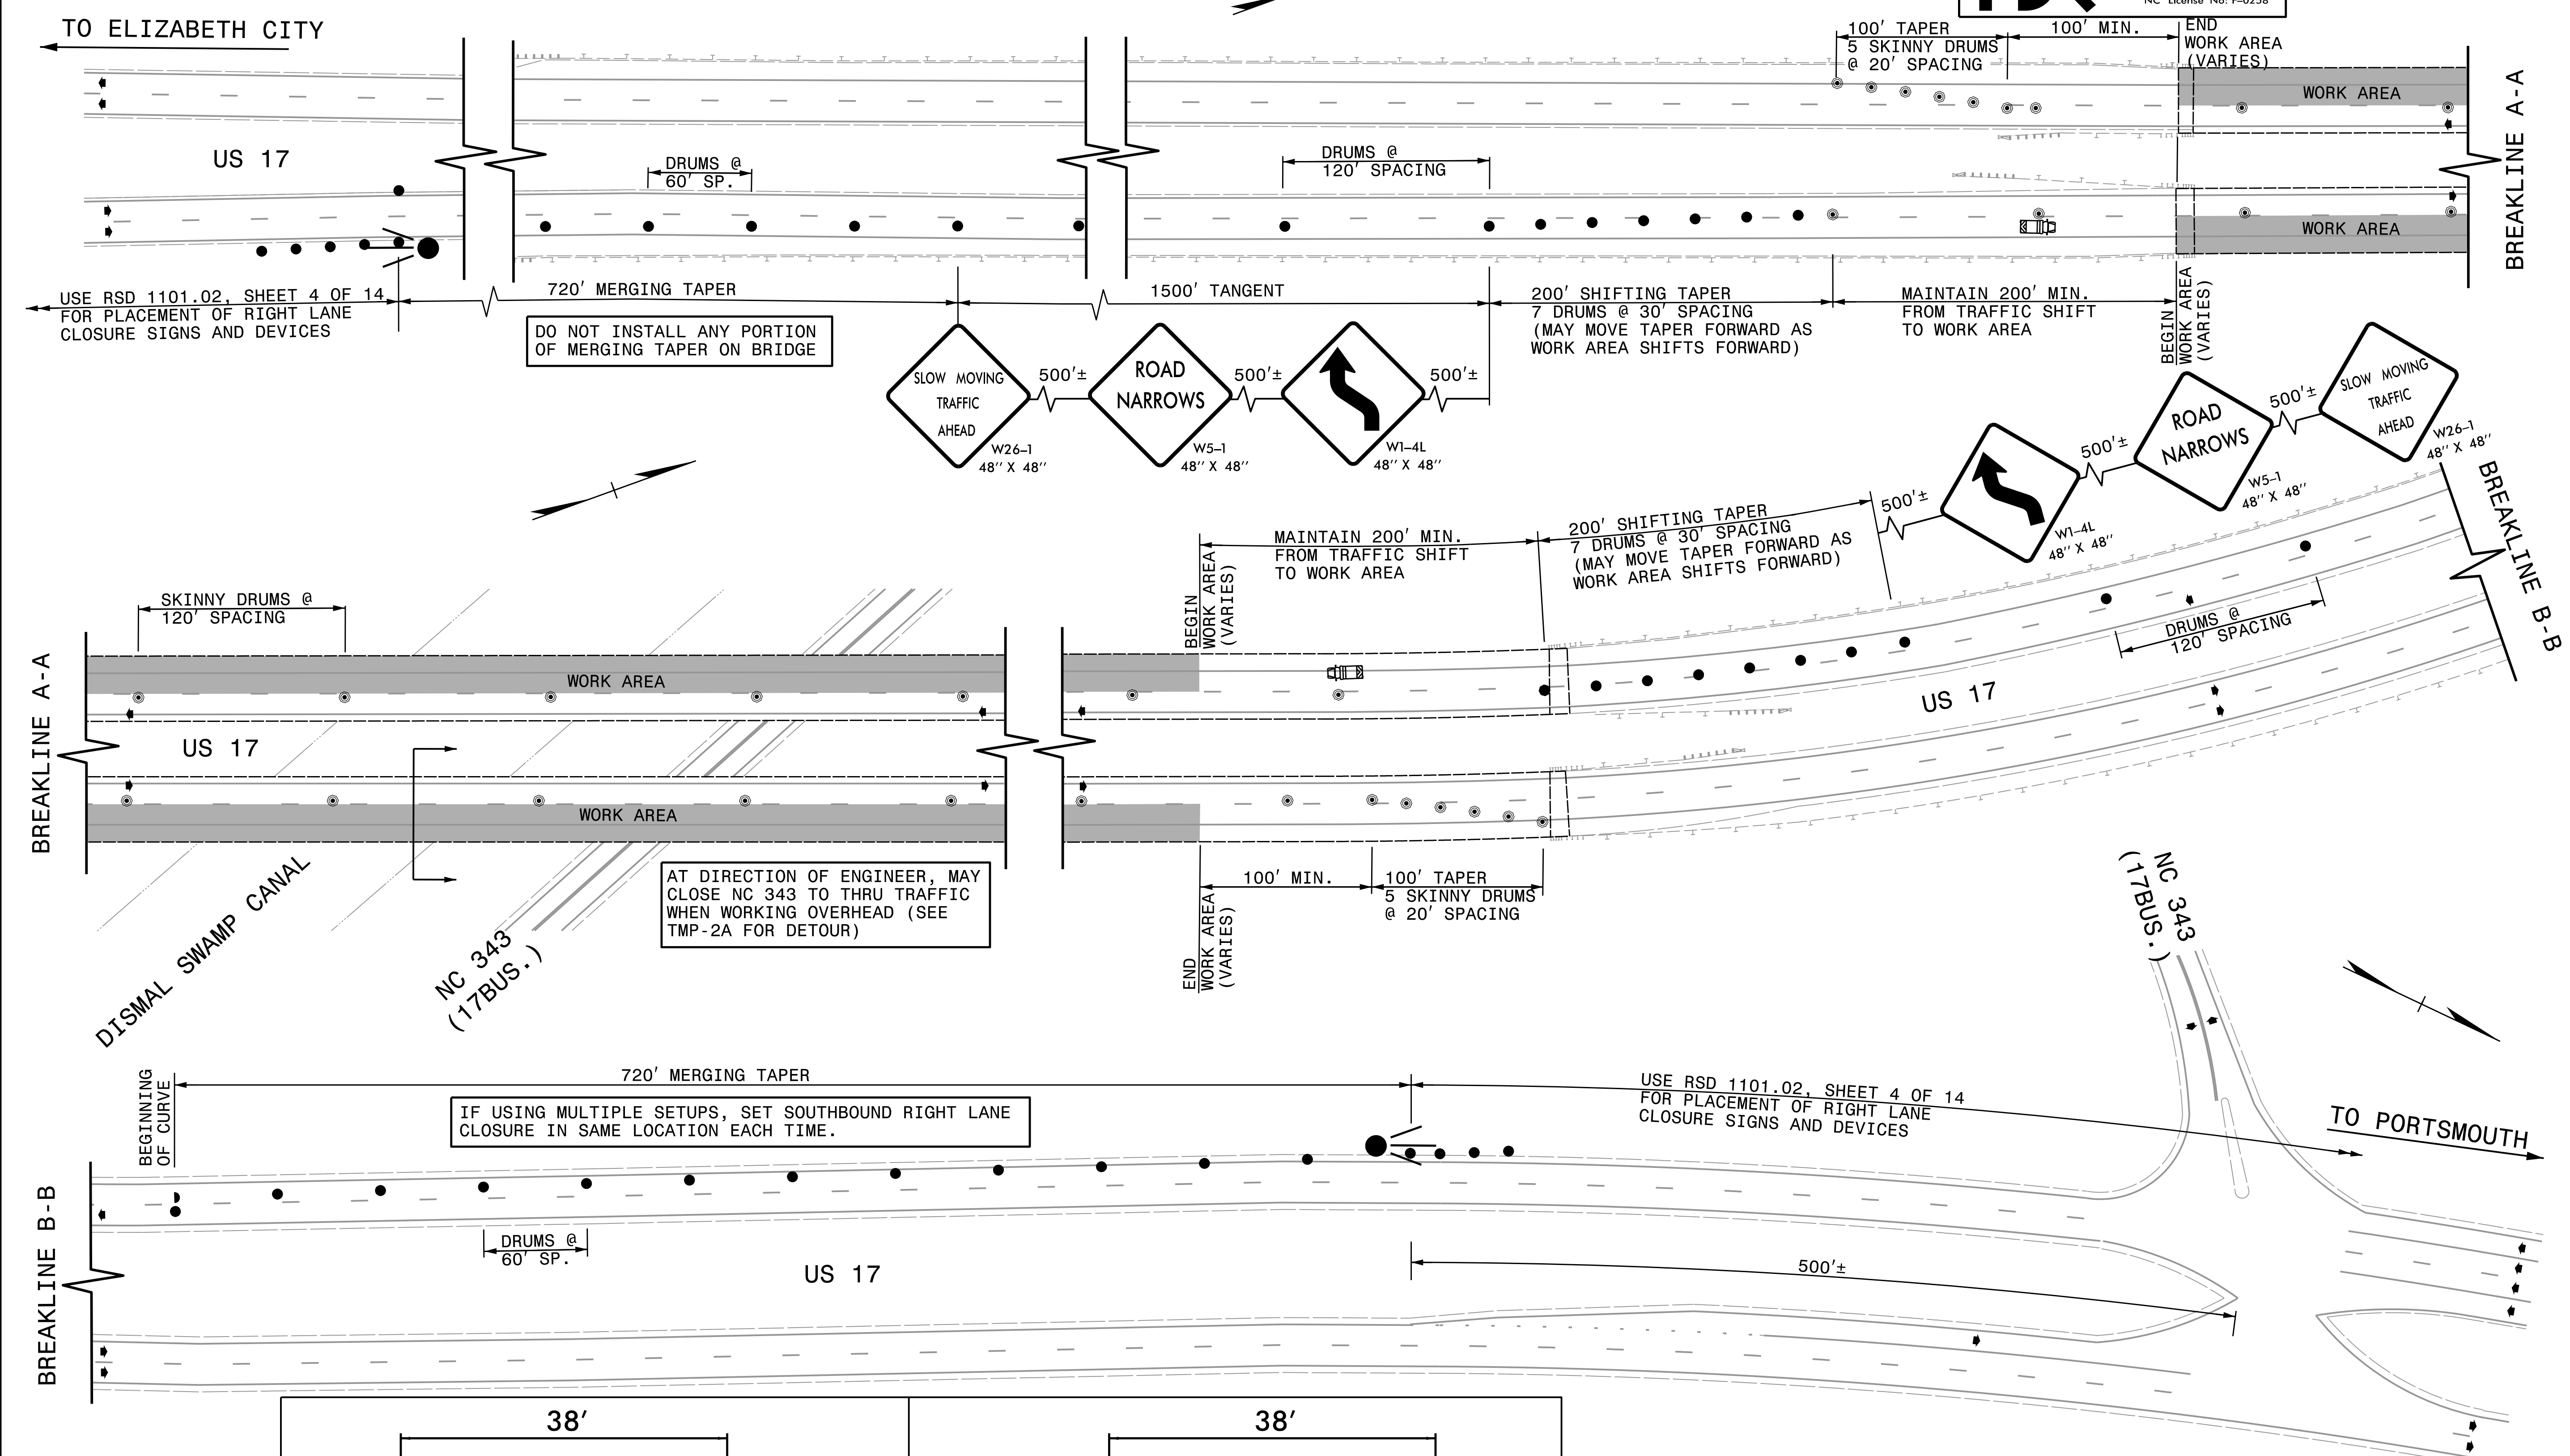 TO ELIZABETH CITY
NC License No: F-0258
100' TAPER
5 SKINNY DRUMS
@ 20' SPACING
100' MIN.
END
WORK AREA
(VARIES)
WORK AREA
BREAKLINE A-A
US 17
DRUMS @
60' SP.
DRUMS @
120' SPACING
WORK AREA
USE RSD 1101.02, SHEET 4 OF 14
FOR PLACEMENT OF RIGHT LANE
CLOSURE SIGNS AND DEVICES
720' MERGING TAPER
DO NOT INSTALL ANY PORTION
OF MERGING TAPER ON BRIDGE
1500' TANGENT
200' SHIFTING TAPER
7 DRUMS @ 30' SPACING
(MAY MOVE TAPER FORWARD AS
WORK AREA SHIFTS FORWARD)
MAINTAIN 200' MIN.
FROM TRAFFIC SHIFT
TO WORK AREA
BEGIN
WORK AREA
(VARIES)
SLOW MOVING
TRAFFIC
AHEAD
W26-1
48" X 48"
500'±
ROAD
NARROWS
W5-1
48" X 48"
500'±
W1-4L
48" X 48"
500'±
500'±
W1-4L
48" X 48"
500'±
ROAD
NARROWS
W5-1
48" X 48"
500'±
SLOW MOVING
TRAFFIC
AHEAD
W26-1
48" X 48"
BREAKLINE B-B
BREAKLINE A-A
SKINNY DRUMS @
120' SPACING
WORK AREA
US 17
WORK AREA
DISMAL SWAMP CANAL
NC 343
(17BUS.)
AT DIRECTION OF ENGINEER, MAY
CLOSE NC 343 TO THRU TRAFFIC
WHEN WORKING OVERHEAD (SEE
TMP-2A FOR DETOUR)
BEGIN
WORK AREA
(VARIES)
MAINTAIN 200' MIN.
FROM TRAFFIC SHIFT
TO WORK AREA
200' SHIFTING TAPER
7 DRUMS @ 30' SPACING
(MAY MOVE TAPER FORWARD AS
WORK AREA SHIFTS FORWARD)
DRUMS @
120' SPACING
US 17
100' MIN.
100' TAPER
5 SKINNY DRUMS
@ 20' SPACING
END
WORK AREA
(VARIES)
NC 343
(17BUS.)
BREAKLINE B-B
BEGINNING
OF CURVE
720' MERGING TAPER
IF USING MULTIPLE SETUPS, SET SOUTHBOUND RIGHT LANE
CLOSURE IN SAME LOCATION EACH TIME.
USE RSD 1101.02, SHEET 4 OF 14
FOR PLACEMENT OF RIGHT LANE
CLOSURE SIGNS AND DEVICES
TO PORTSMOUTH
DRUMS @
60' SP.
US 17
500'±
38'
38'